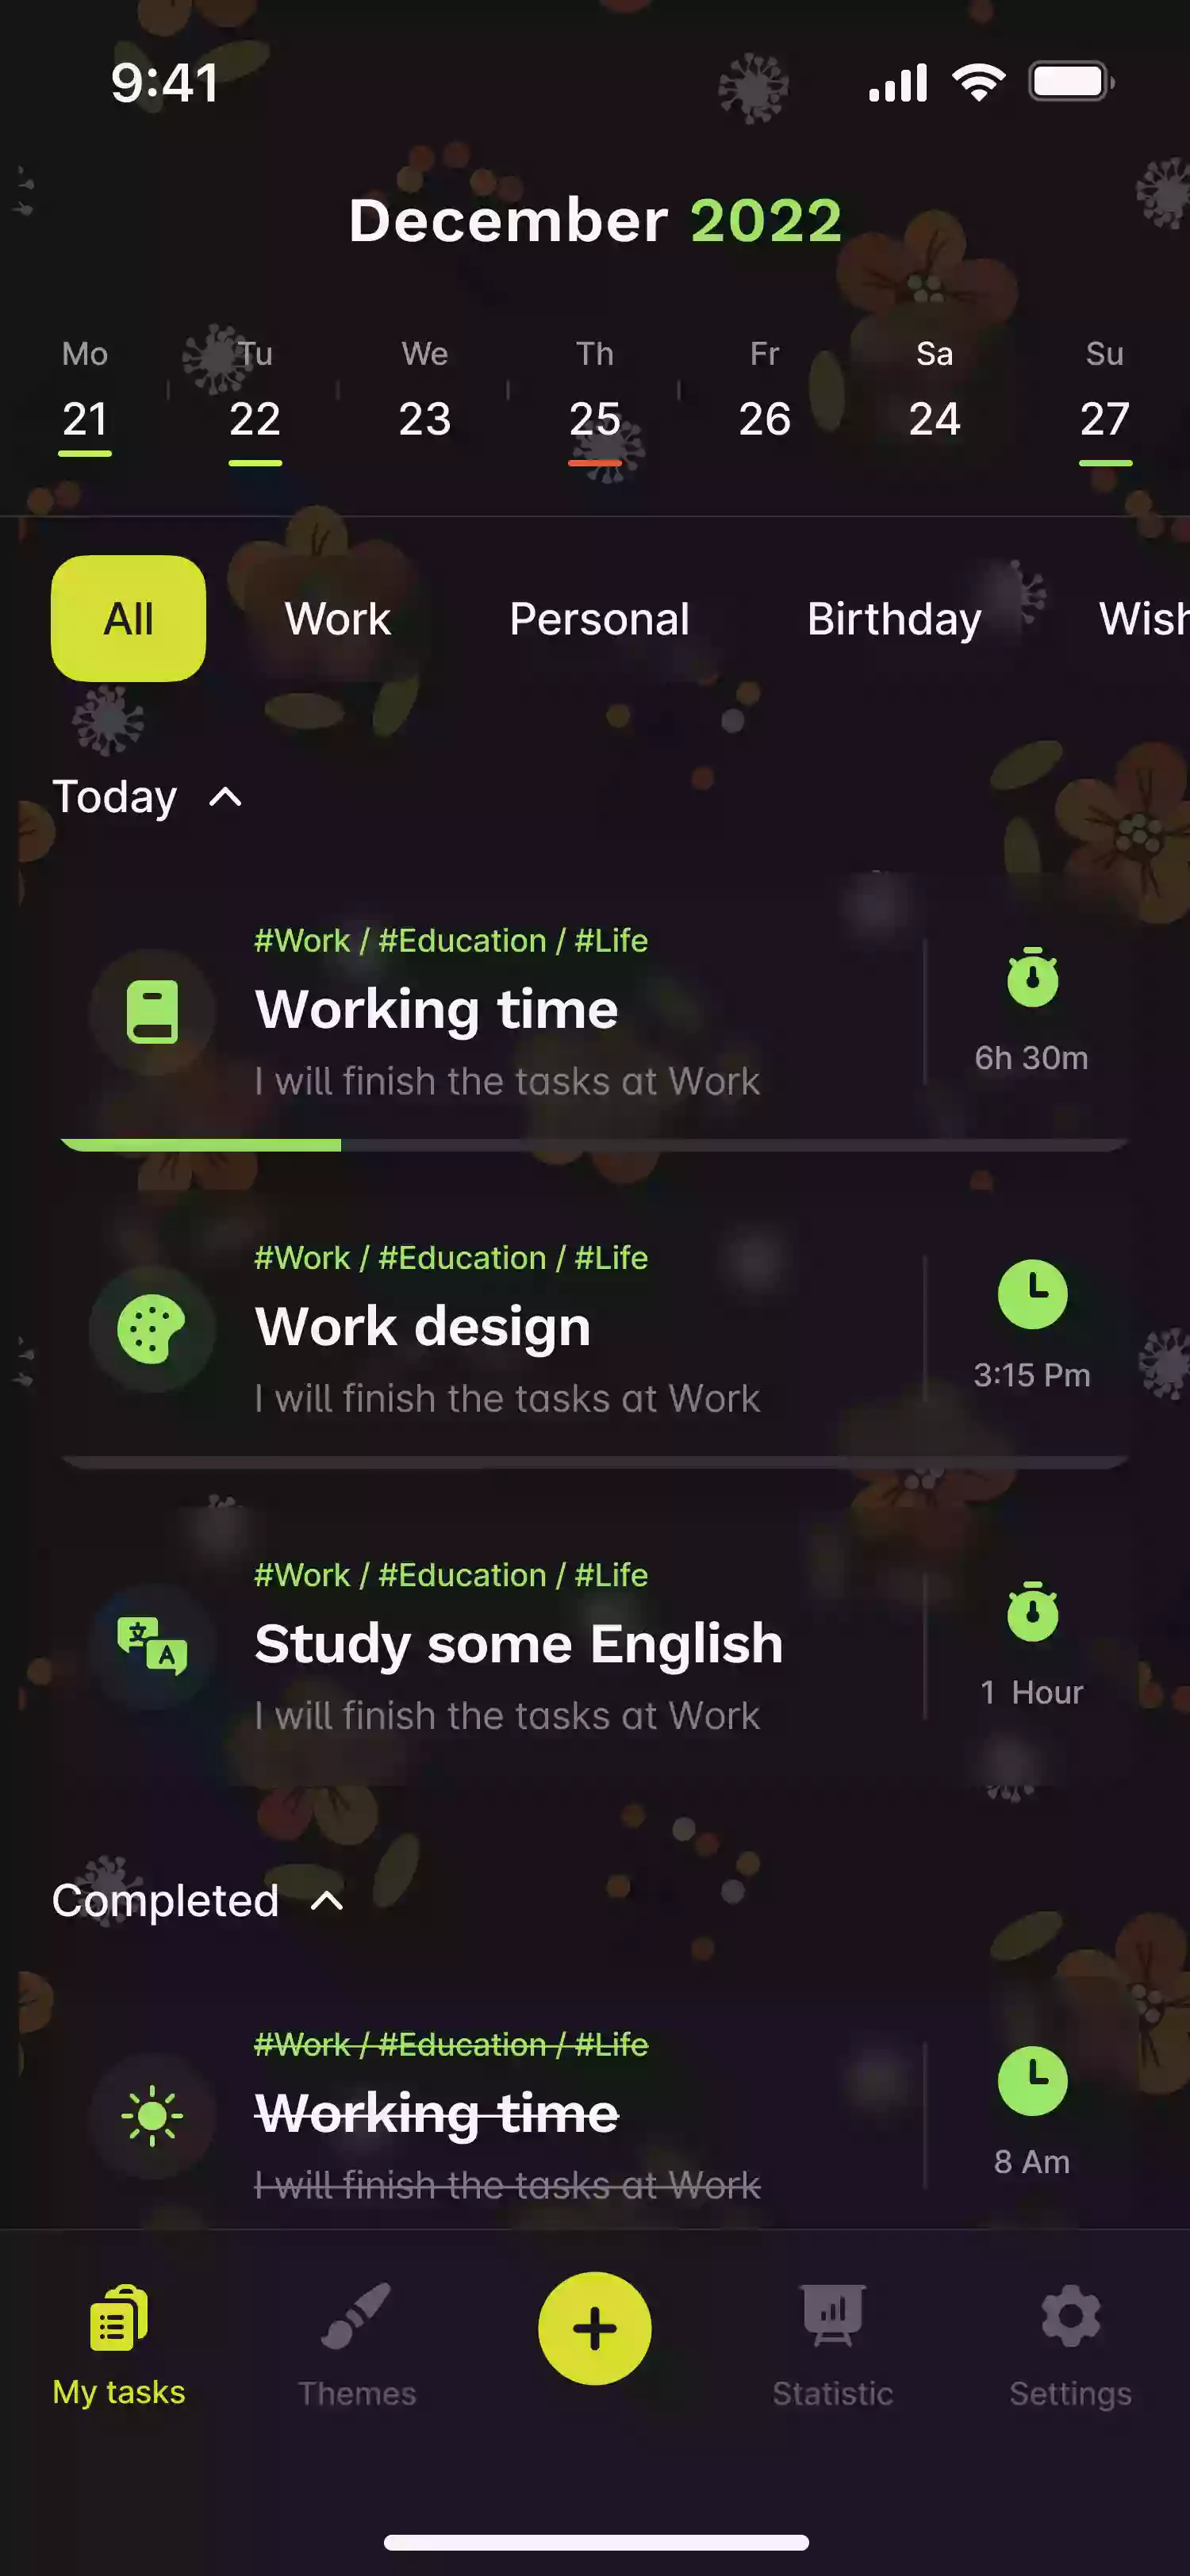 9:41
December 2022
Mo Tu We Th Fr Sa Su
21 22 23 25 26 24 27
All Work Personal Birthday Wish
Today
#Work / #Education / #Life
Working time
I will finish the tasks at Work
6h 30m
#Work / #Education / #Life
Work design
I will finish the tasks at Work
3:15 Pm
#Work / #Education / #Life
Study some English
I will finish the tasks at Work
1 Hour
文
A
Completed
#Work / #Education / #Life
Working time
I will finish the tasks at Work
8 Am
My tasks Themes Statistic Settings